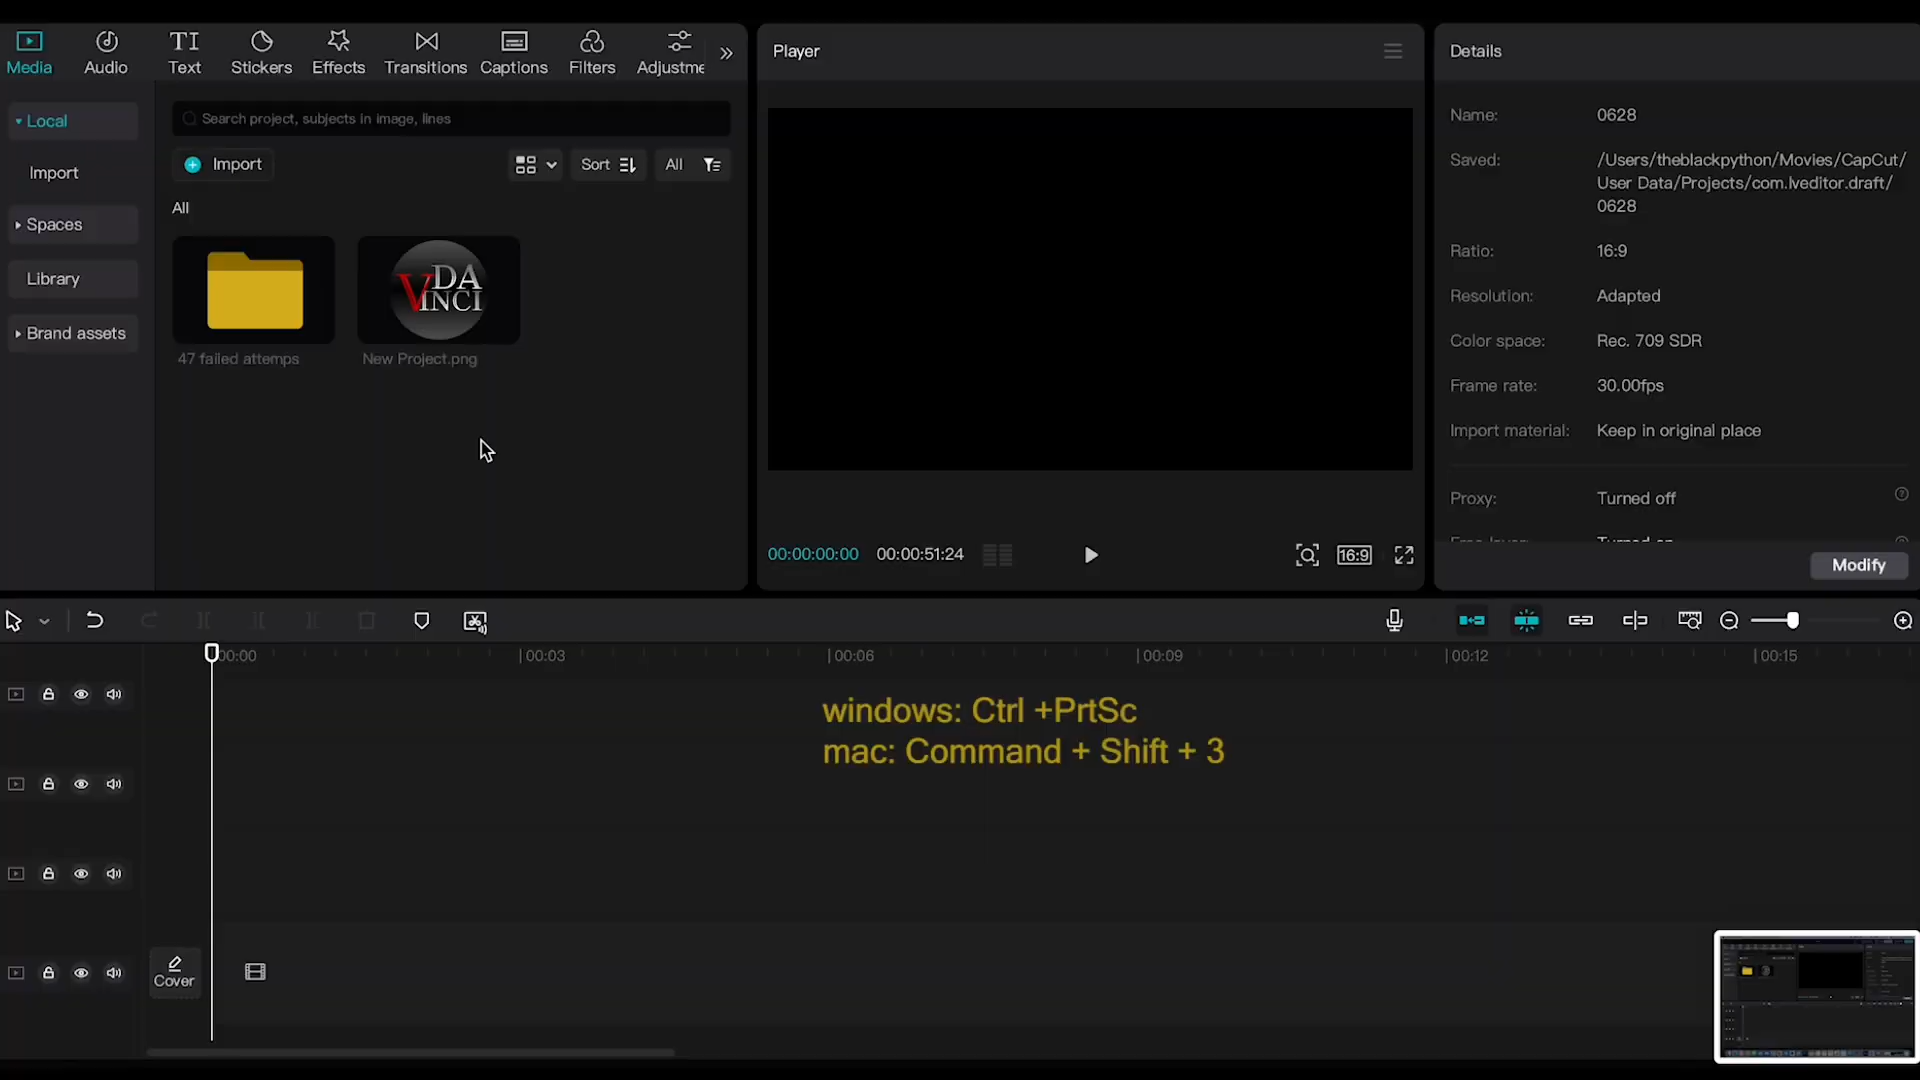 Media
Audio
Text
Stickers
Effects
Transitions
Captions
Filters
Adjustme
Player
Details
Local
Import
Spaces
Library
Brand assets
Search project, subjects in image, lines
Import
Sort
All
All
DA
VINCI
47 failed attemps
New Project.png
Name: 0628
Saved: /Users/theblackpython/Movies/CapCut/
User Data/Projects/com.lveditor.draft/
0628
Ratio: 16:9
Resolution: Adapted
Color space: Rec. 709 SDR
Frame rate: 30.00fps
Import material: Keep in original place
Proxy: Turned off
Modify
00:00:00:00 00:00:51:24
16:9
00:00
00:03
00:06
00:09
00:12
00:15
windows: Ctrl +PrtSc
mac: Command + Shift + 3
Cover